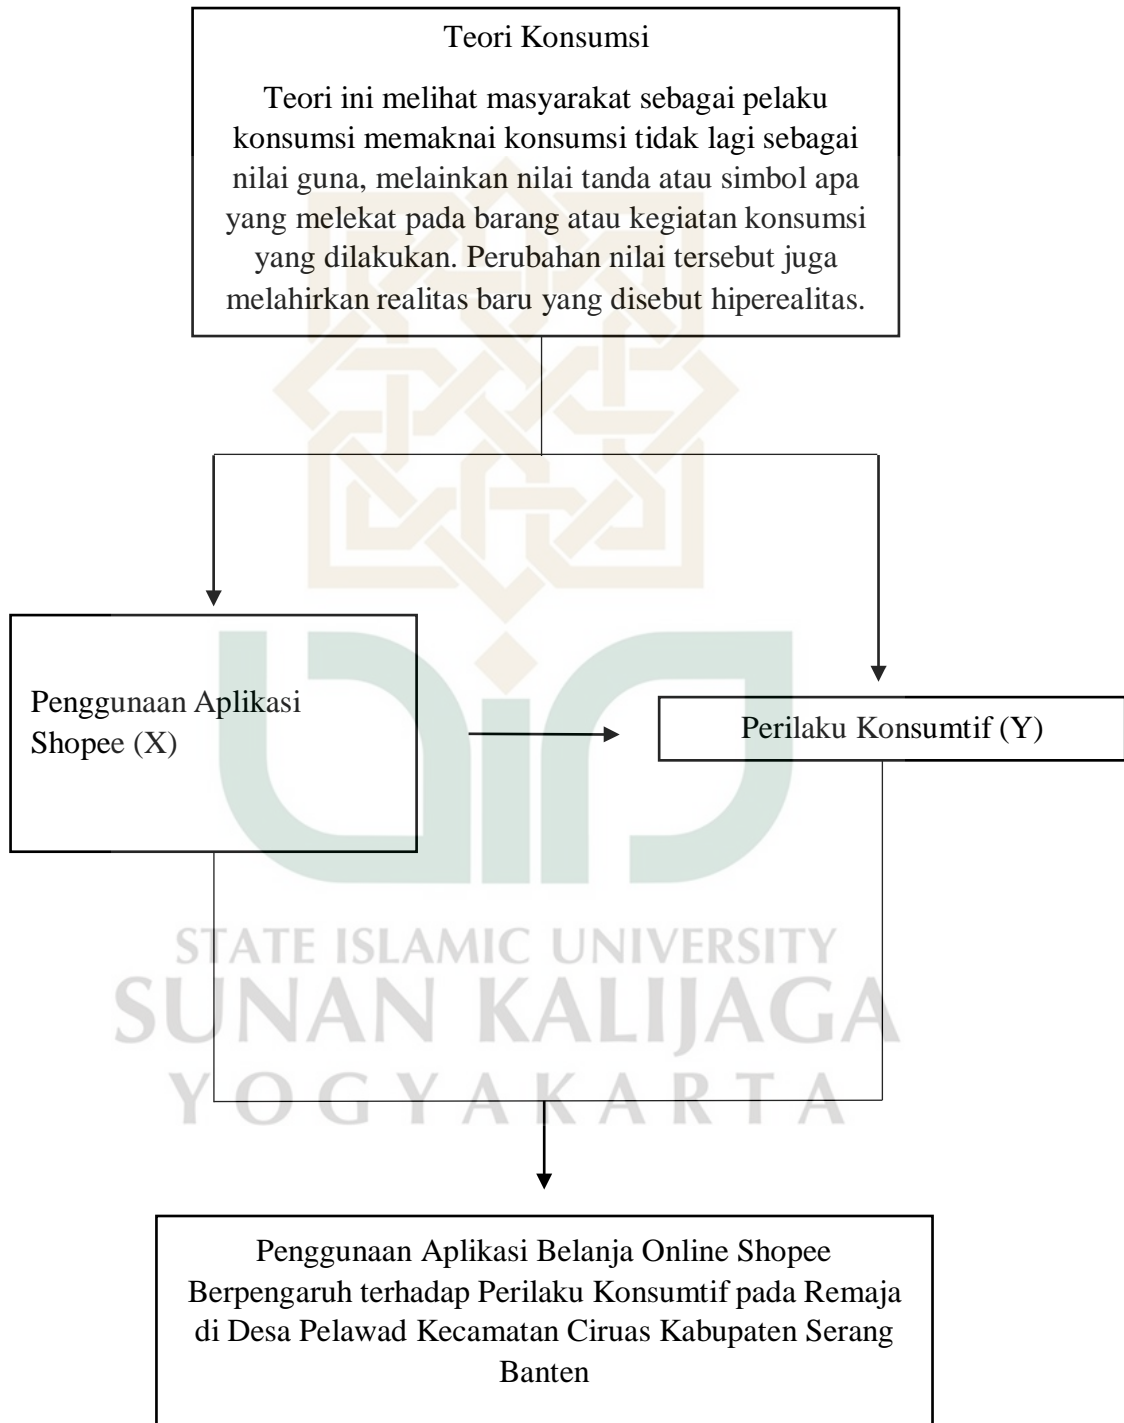 Teori Konsumsi
Teori ini melihat masyarakat sebagai pelaku
konsumsi memaknai konsumsi tidak lagi sebagai
nilai guna, melainkan nilai tanda atau simbol apa
yang melekat pada barang atau kegiatan konsumsi
yang dilakukan. Perubahan nilai tersebut juga
melahirkan realitas baru yang disebut hiperealitas.
Penggunaan Aplikasi
Shopee (X)
Perilaku Konsumtif (Y)
STATE ISLAMIC UNIVERSITY
SUNAN KALIJAGA
YOGYAKARTA
Penggunaan Aplikasi Belanja Online Shopee
Berpengaruh terhadap Perilaku Konsumtif pada Remaja
di Desa Pelawad Kecamatan Ciruas Kabupaten Serang
Banten